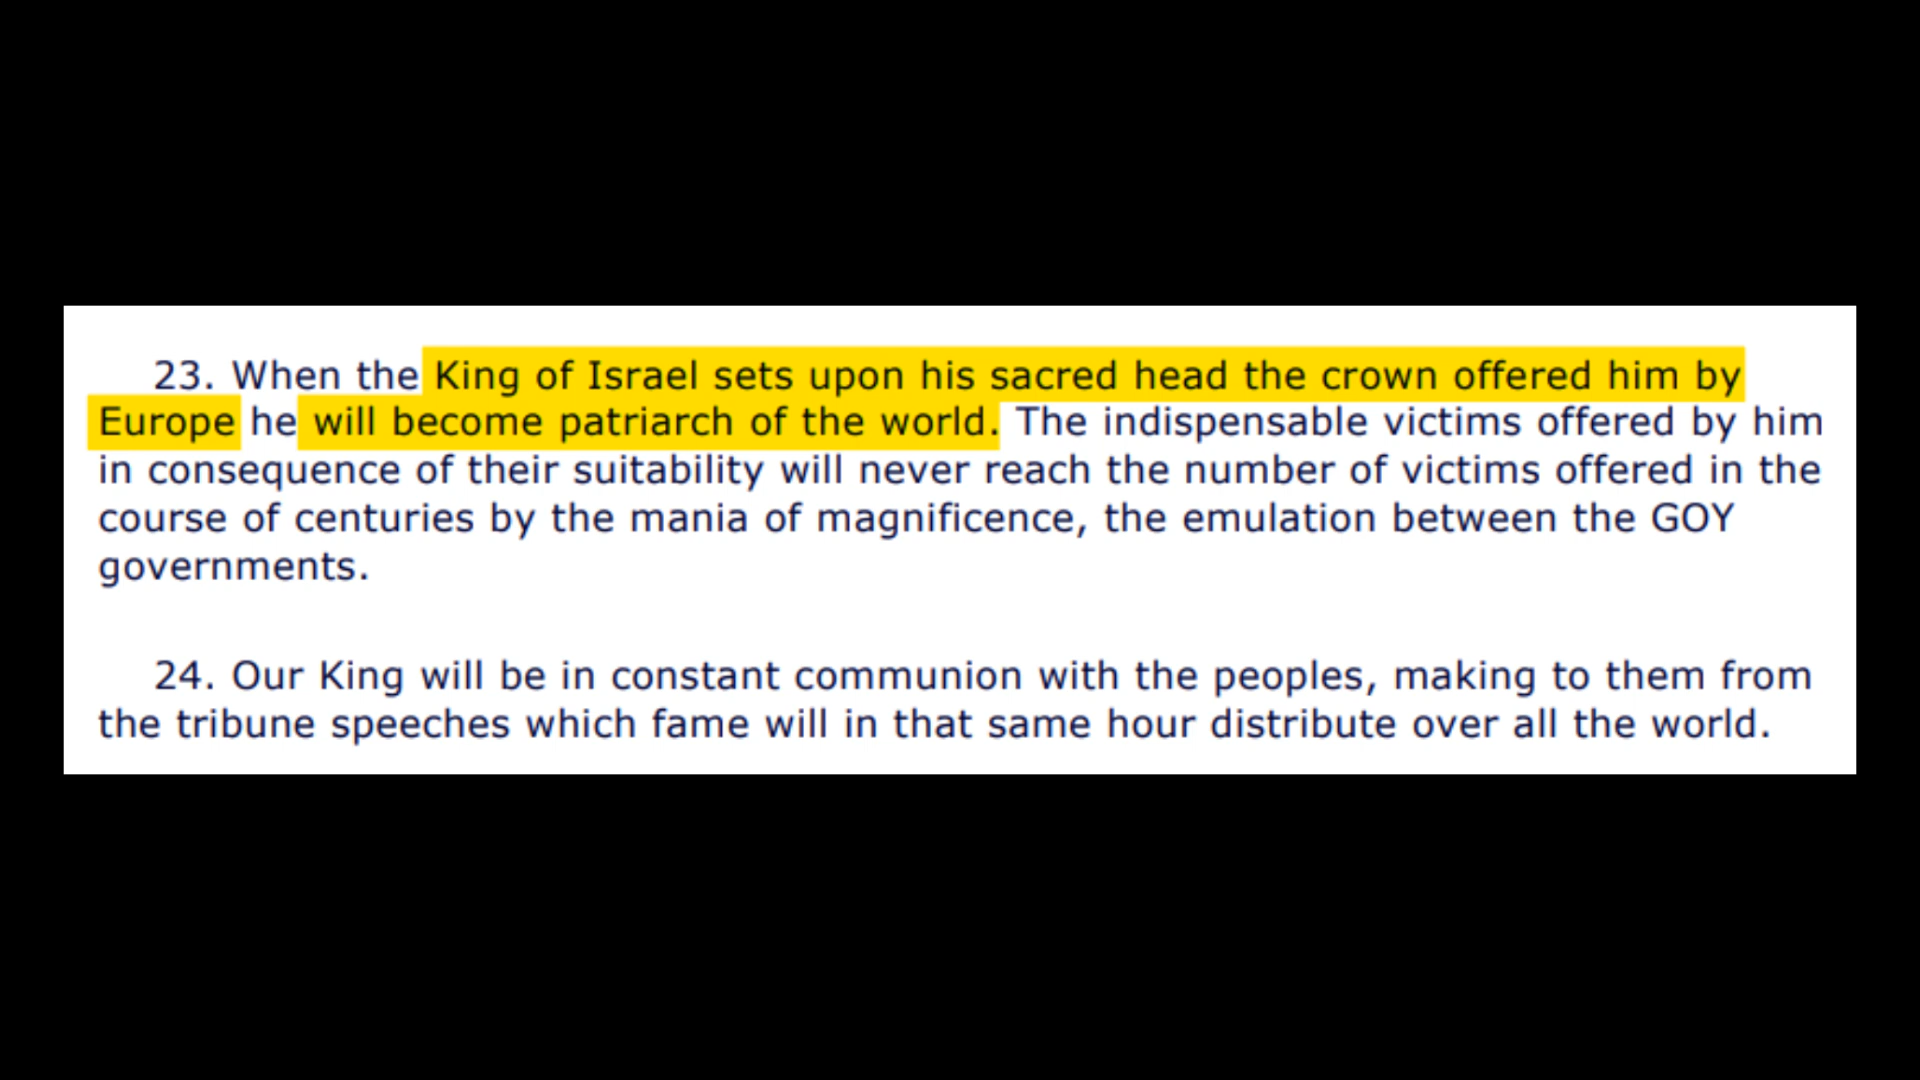 23. When the King of Israel sets upon his sacred head the crown offered him by
Europe he will become patriarch of the world. The indispensable victims offered by him
in consequence of their suitability will never reach the number of victims offered in the
course of centuries by the mania of magnificence, the emulation between the GOY
governments.
24. Our King will be in constant communion with the peoples, making to them from
the tribune speeches which fame will in that same hour distribute over all the world.